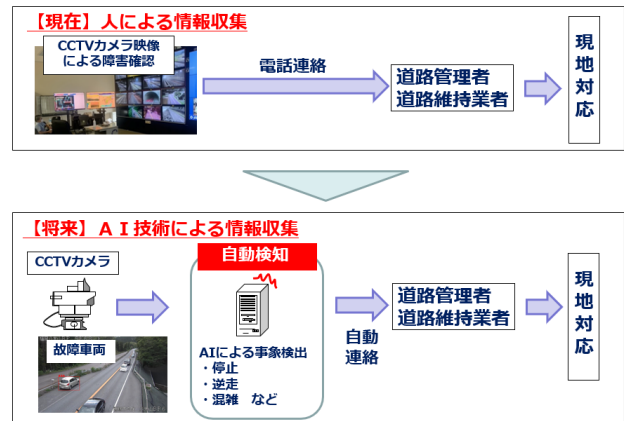 【現在】人による情報収集
CCTVカメラ映像
による障害確認
電話連絡
道路管理者
道路維持業者
現地対応
【将来】ＡＩ技術による情報収集
CCTVカメラ
故障車両
自動検知
AIによる事象検出
・停止
・逆走
・混雑　など
自動
連絡
道路管理者
道路維持業者
現地対応